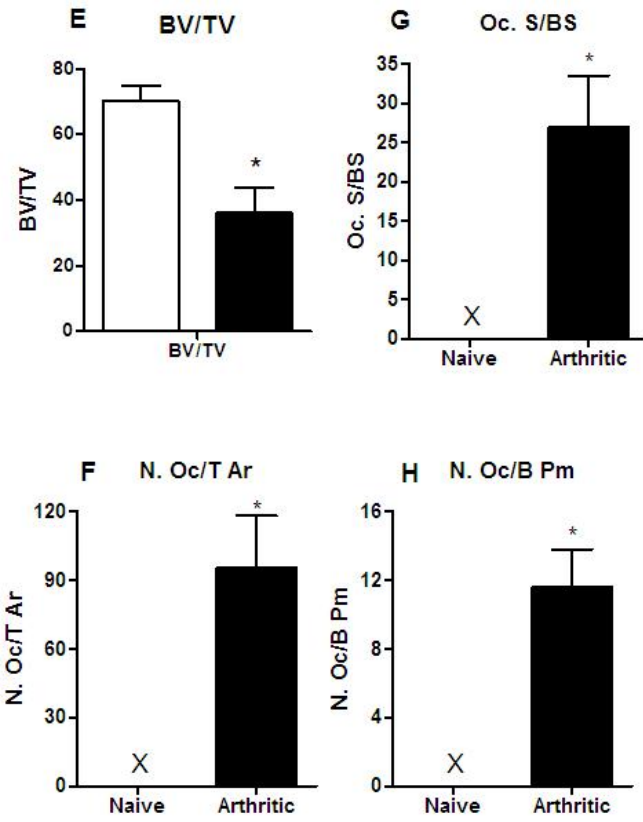 E BV/TV
80
60
40
20
0
BV/TV
*
BV/TV
G Oc. S/BS
35
30
25
20
15
10
5
0
Oc. S/BS
*
X
Naive Arthritic
F N. Oc/T Ar
120
90
60
30
0
N. Oc/T Ar
*
X
Naive Arthritic
H N. Oc/B Pm
16
12
8
4
0
N. Oc/B Pm
*
X
Naive Arthritic